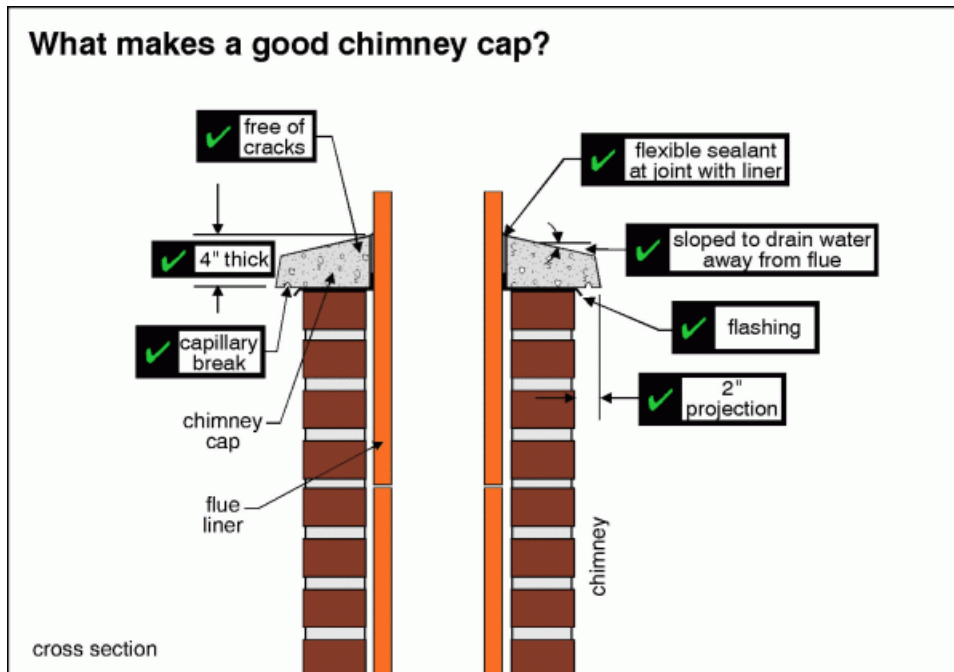 What makes a good chimney cap?
free of
cracks
flexible sealant
at joint with liner
4" thick
sloped to drain water
away from flue
capillary
break
flashing
2"
projection
chimney
cap
flue
liner
chimney
cross section